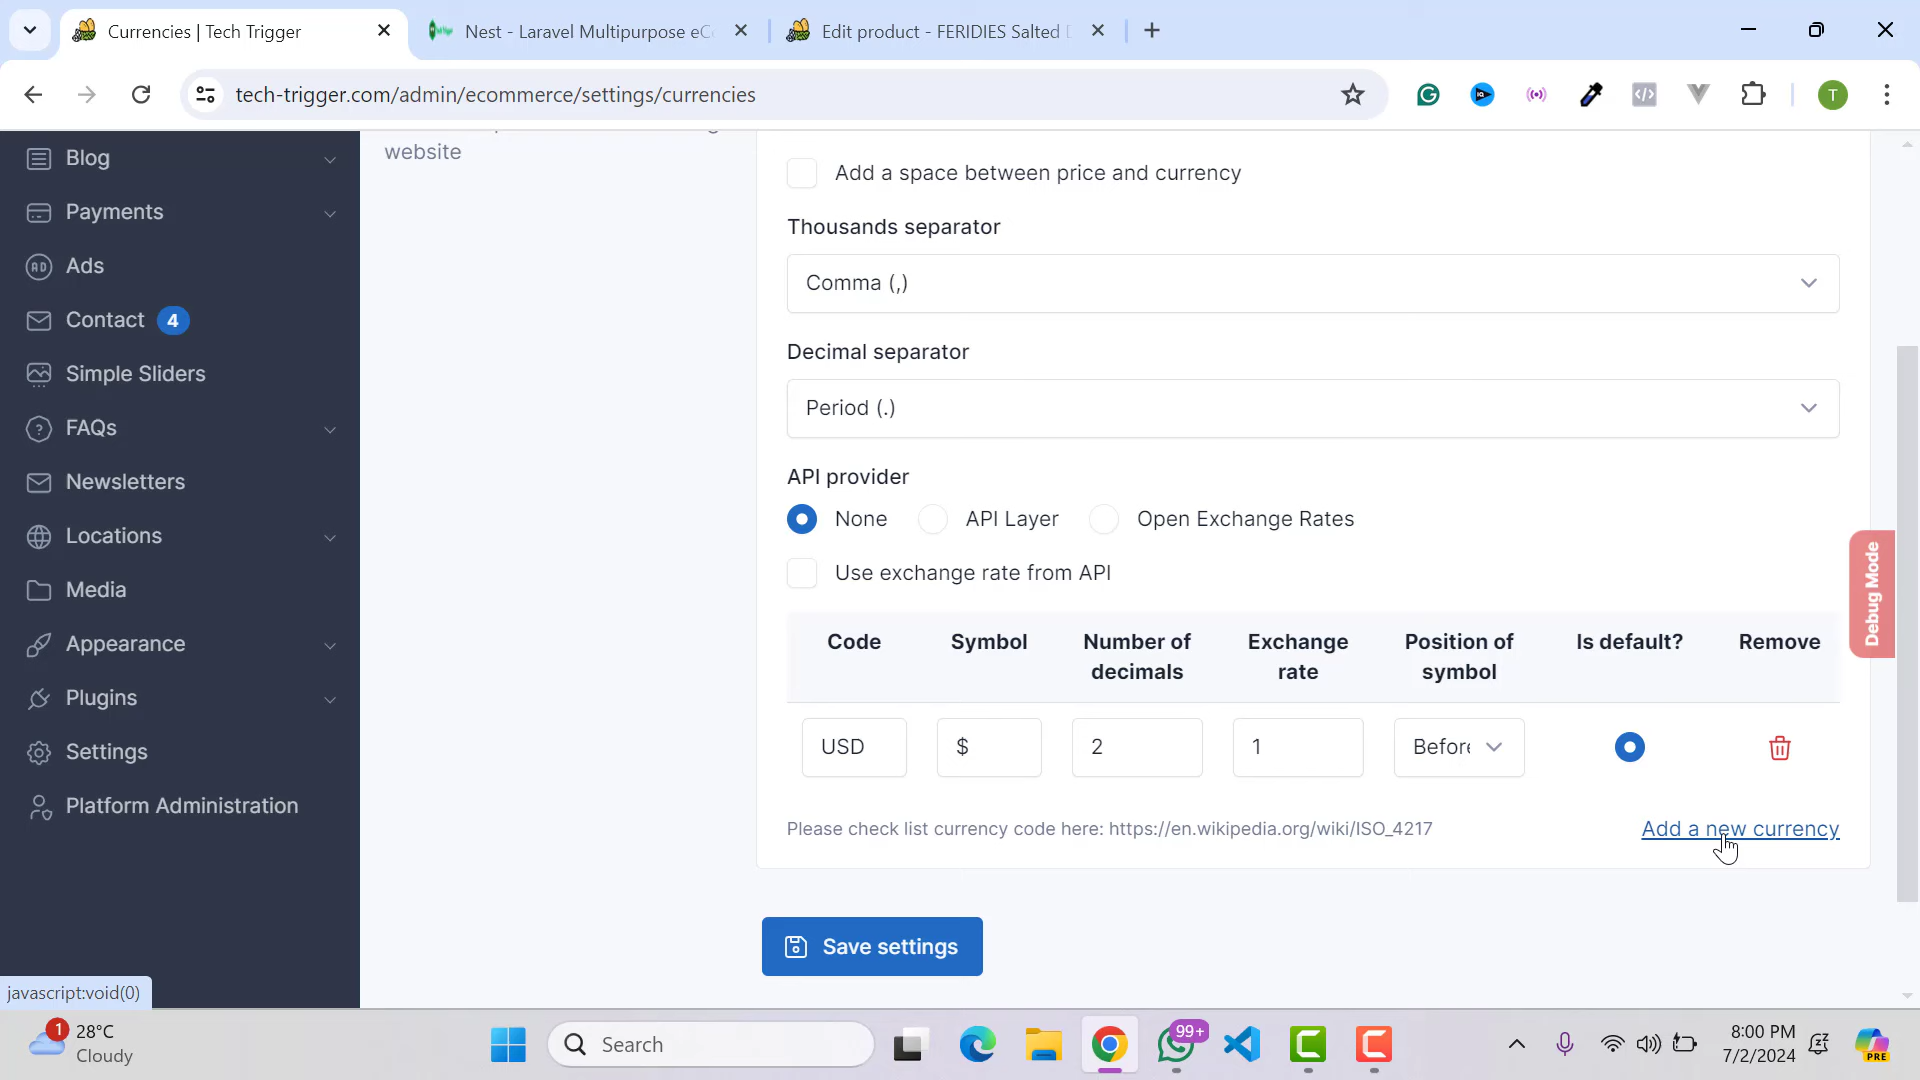 Currencies | Tech Trigger
Nest - Laravel Multipurpose eCo
Edit product - FERIDIES Salted
tech-trigger.com/admin/ecommerce/settings/currencies
T
Blog
Payments
AD
Ads
Contact 4
Simple Sliders
FAQs
Newsletters
Locations
Media
Appearance
Plugins
Settings
Platform Administration
javascript:void(0)
website
Add a space between price and currency
Thousands separator
Comma (,)
Decimal separator
Period (.)
API provider
None
API Layer
Open Exchange Rates
Use exchange rate from API
Code
Symbol
Number of
decimals
Exchange
rate
Position of
symbol
Is default?
Remove
USD
$
2
1
Before
Please check list currency code here: https://en.wikipedia.org/wiki/ISO_4217
Add a new currency
Save settings
Debug Mode
1
28°C
Cloudy
Search
99+
8:00 PM
7/2/2024
PRE